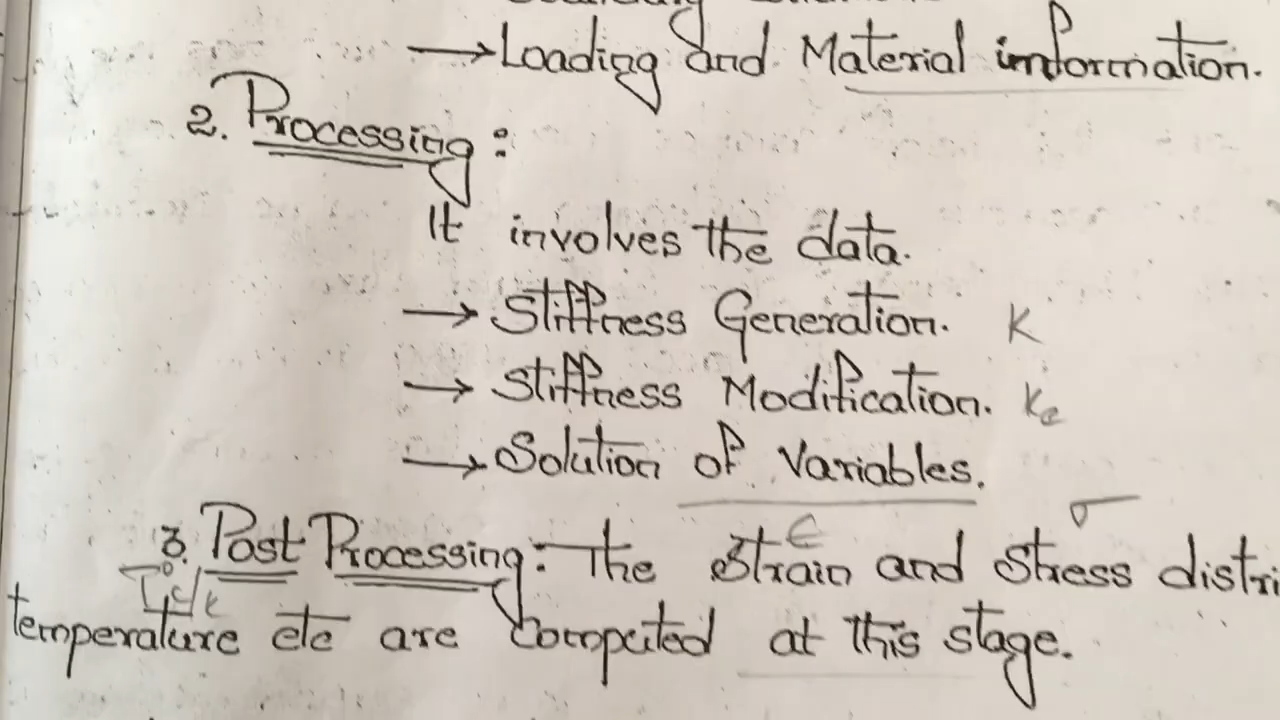 → Loading and Material information.
2. Processing:
It involves the data.
→ Stiffness Generation. K
→ Stiffness Modification. Ke
→ Solution of Variables.
ϵ σ
3. Post Processing: The strain and stress distri
temperature etc are computed at this stage.